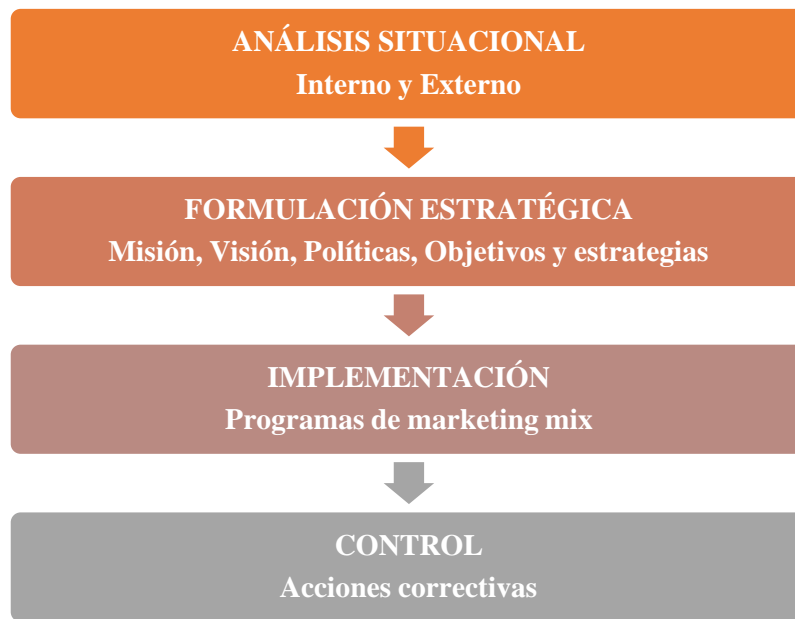 ANÁLISIS SITUACIONAL
Interno y Externo
FORMULACIÓN ESTRATÉGICA
Misión, Visión, Políticas, Objetivos y estrategias
IMPLEMENTACIÓN
Programas de marketing mix
CONTROL
Acciones correctivas